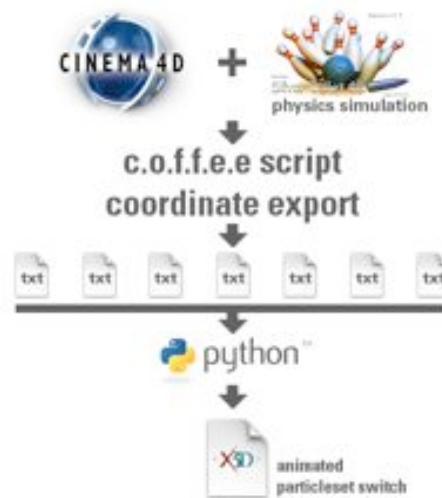 CINEMA 4D
physics simulation
c.o.f.f.e.e script
coordinate export
txt txt txt txt txt txt txt
python
X3D
animated
particleset switch